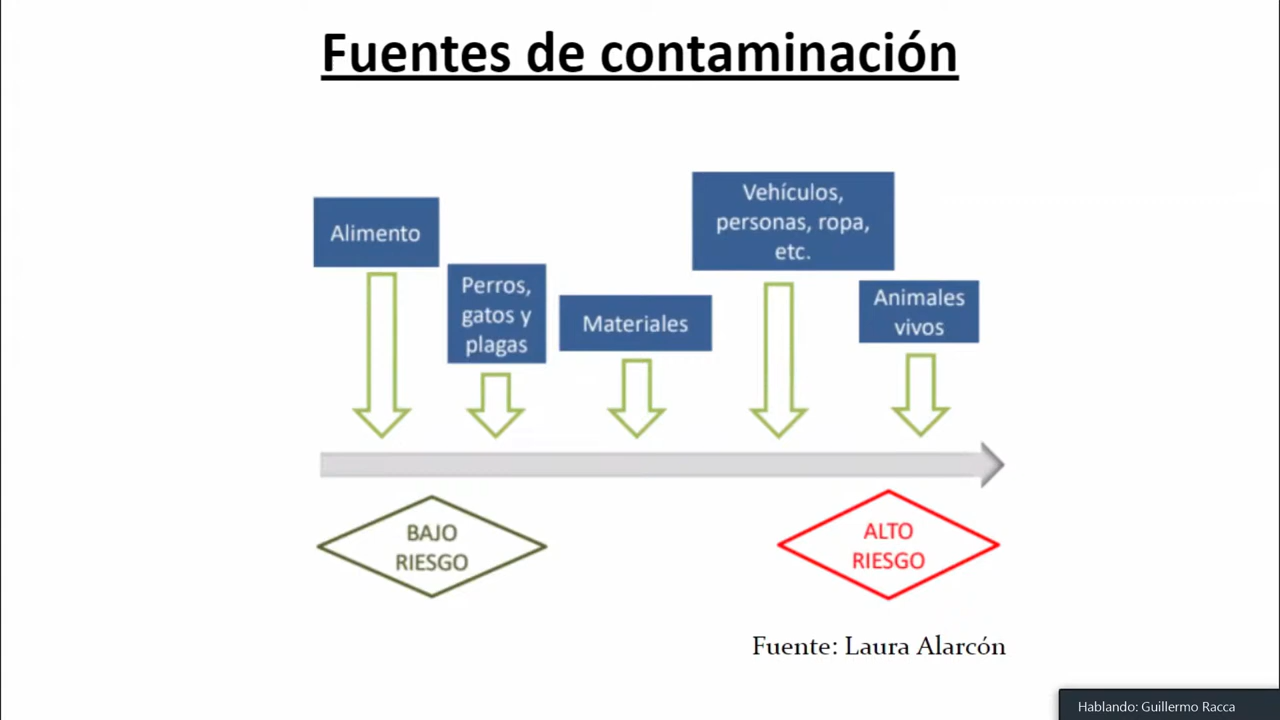 Fuentes de contaminación
Alimento
Perros,
gatos y
plagas
Materiales
Vehículos,
personas, ropa,
etc.
Animales
vivos
BAJO
RIESGO
ALTO
RIESGO
Fuente: Laura Alarcón
Hablando: Guillermo Racca